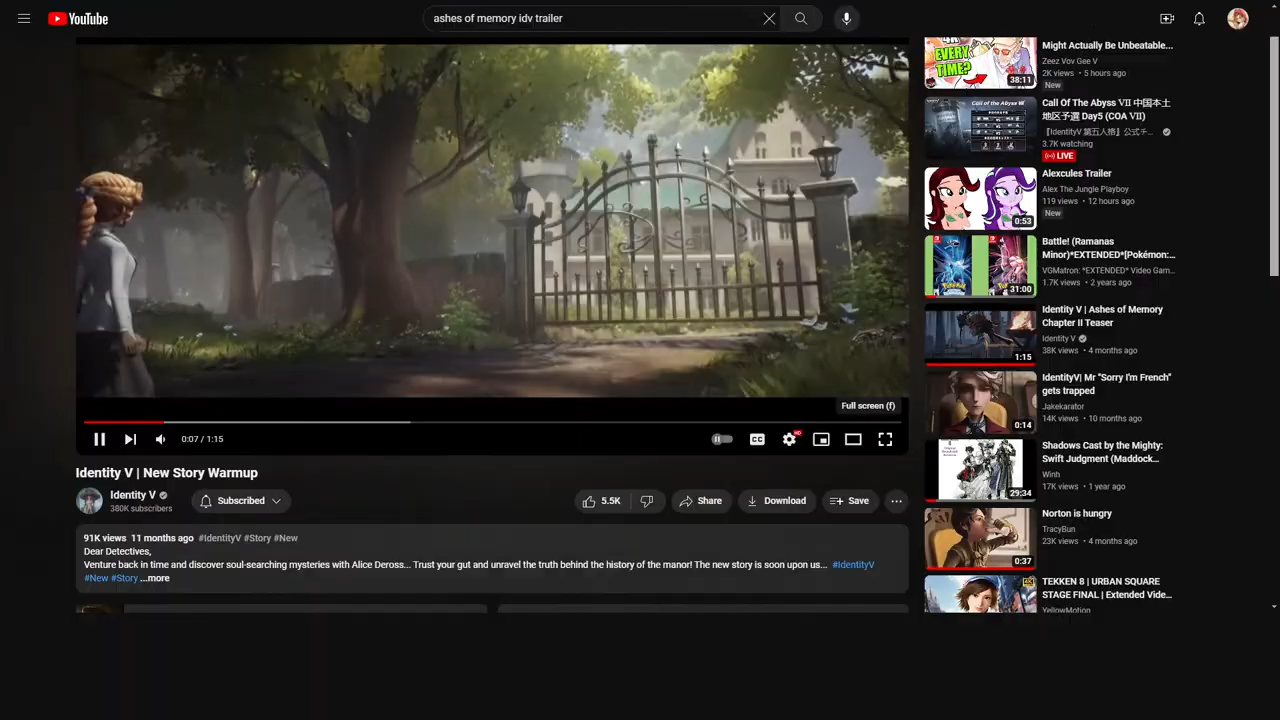 YouTube
ashes of memory idv trailer
Full screen (f)
0:07 / 1:15
CC
HD
Identity V | New Story Warmup
Identity V
380K subscribers
Subscribed
5.5K
Share
Download
Save
91K views 11 months ago #IdentityV #Story #New
Dear Detectives,
Venture back in time and discover soul-searching mysteries with Alice Deross... Trust your gut and unravel the truth behind the history of the manor! The new story is soon upon us... #IdentityV
#New #Story ...more
EVERY
TIME?
38:11
Might Actually Be Unbeatable...
Zeez Vov Gee V
2K views • 5 hours ago
New
Call of the Abyss VII
Call Of The Abyss Ⅶ 中国本土
地区予選 Day5 (COA Ⅶ)
『IdentityV 第五人格』公式チ...
3.7K watching
LIVE
Alexcules Trailer
Alex The Jungle Playboy
119 views • 12 hours ago
New
0:53
Battle! (Ramanas
Minor)*EXTENDED*[Pokémon:...
VGMatron: *EXTENDED* Video Gam...
1.7K views • 2 years ago
31:00
Identity V | Ashes of Memory
Chapter II Teaser
Identity V
38K views • 4 months ago
1:15
IdentityV| Mr "Sorry I'm French"
gets trapped
Jakekarator
14K views • 10 months ago
0:14
Shadows Cast by the Mighty:
Swift Judgment (Maddock...
Winh
17K views • 1 year ago
29:34
Norton is hungry
TracyBun
23K views • 4 months ago
0:37
TEKKEN 8 | URBAN SQUARE
STAGE FINAL | Extended Vide...
YellowMotion
4K